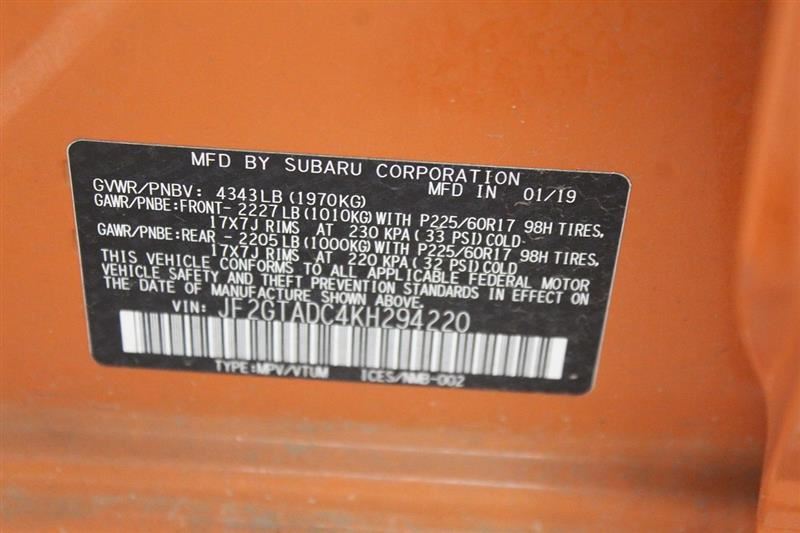 MFD BY SUBARU CORPORATION
GVWR/PNBV: 4343LB (1970KG) MFD IN 01/19
GAWR/PNBE:FRONT- 2227LB (1010KG) WITH P225/60R17 98H TIRES,
17X7J RIMS AT 230 KPA (33 PSI) COLD
GAWR/PNBE:REAR - 2205LB (1000KG) WITH P225/60R17 98H TIRES,
17X7J RIMS AT 220 KPA (32 PSI) COLD
THIS VEHICLE CONFORMS TO ALL APPLICABLE FEDERAL MOTOR
VEHICLE SAFETY AND THEFT PREVENTION STANDARDS IN EFFECT ON
THE DATE OF MANUFACTURE SHOWN ABOVE.
VIN: JF2GTADC4KH294220
TYPE:MPV/VTUM ICES/NMB-002